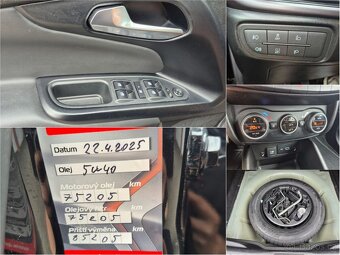 Datum 22.4.2025
Olej 5W40
Motorový olej km
75205
Olejový filtr
75205 km
Příští výměna
85205 km